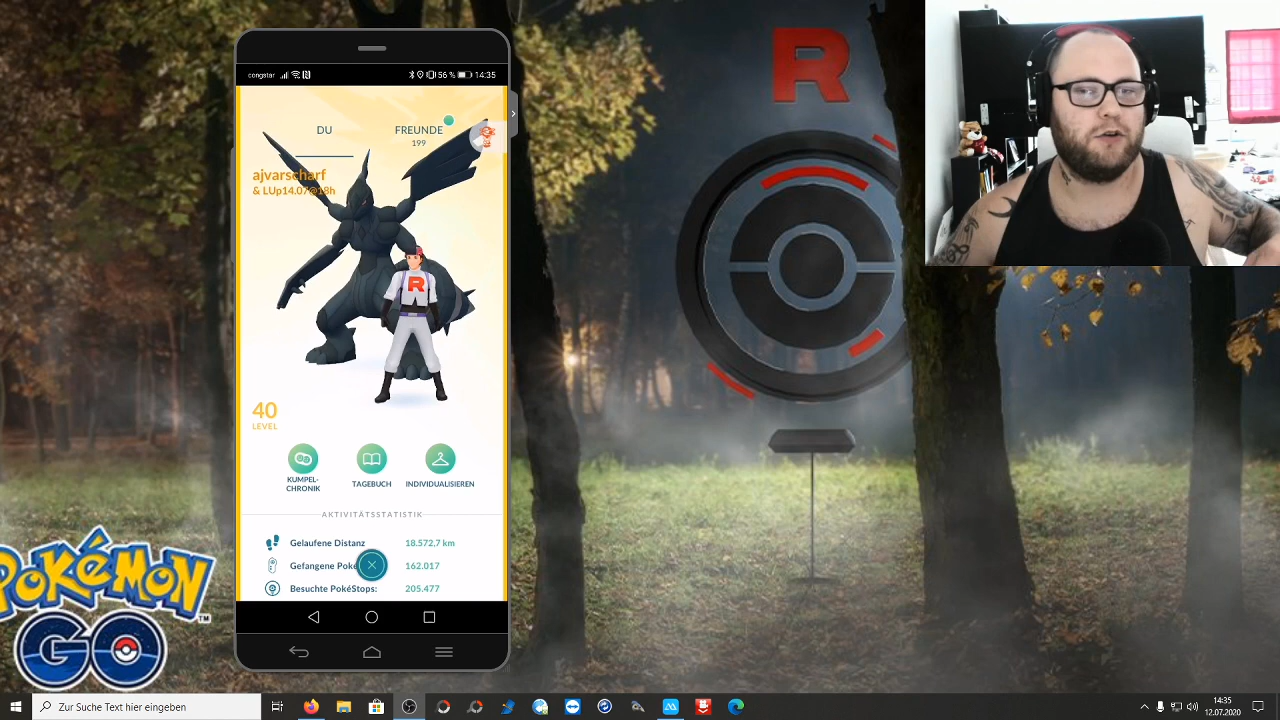 congstar
56 %
14:35
DU
FREUNDE
199
ajvarscharf
& LUp14.07@18h
R
R
40
LEVEL
KUMPEL-
CHRONIK
TAGEBUCH
INDIVIDUALISIEREN
AKTIVITÄTSSTATISTIK
Gelaufene Distanz
18.572,7 km
Gefangene Poké
162.017
Besuchte PokéStops:
205.477
POKéMON
TM
GO
Zur Suche Text hier eingeben
14:35
12.07.2020